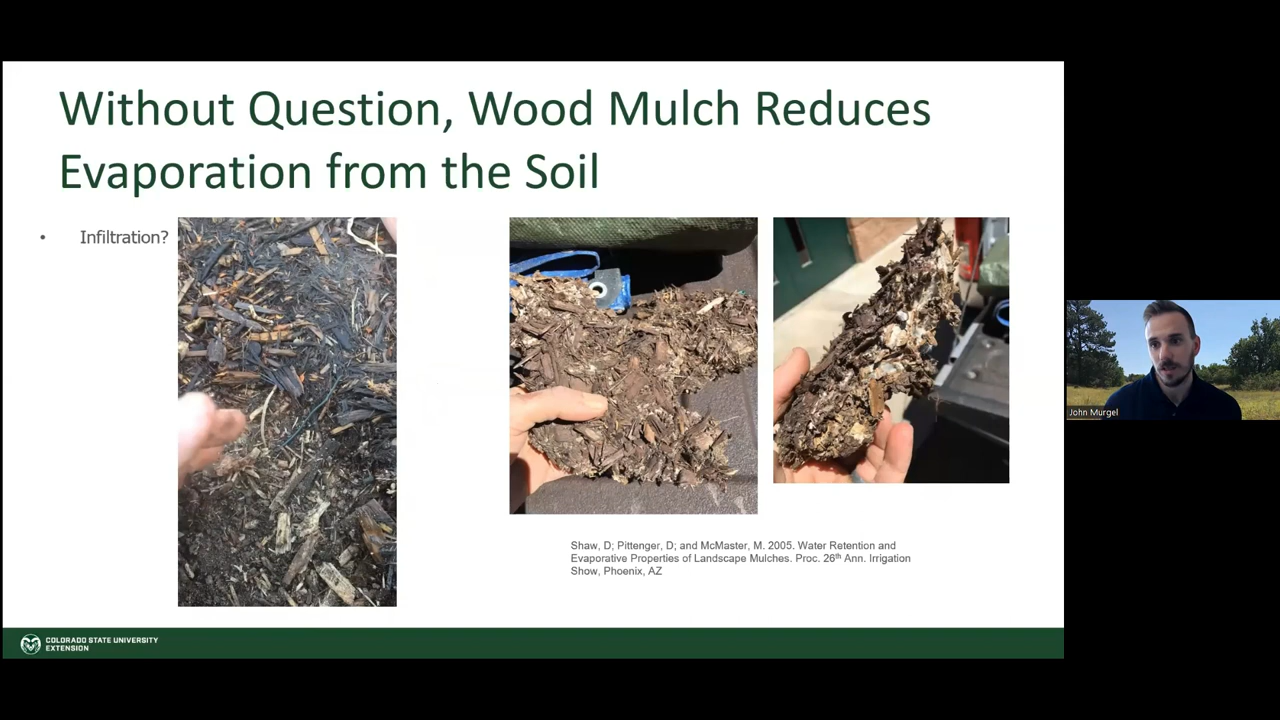 Without Question, Wood Mulch Reduces
Evaporation from the Soil
• Infiltration?
Shaw, D; Pittenger, D; and McMaster, M. 2005. Water Retention and
Evaporative Properties of Landscape Mulches. Proc. 26th Ann. Irrigation
Show, Phoenix, AZ
John Murgel
COLORADO STATE UNIVERSITY
EXTENSION